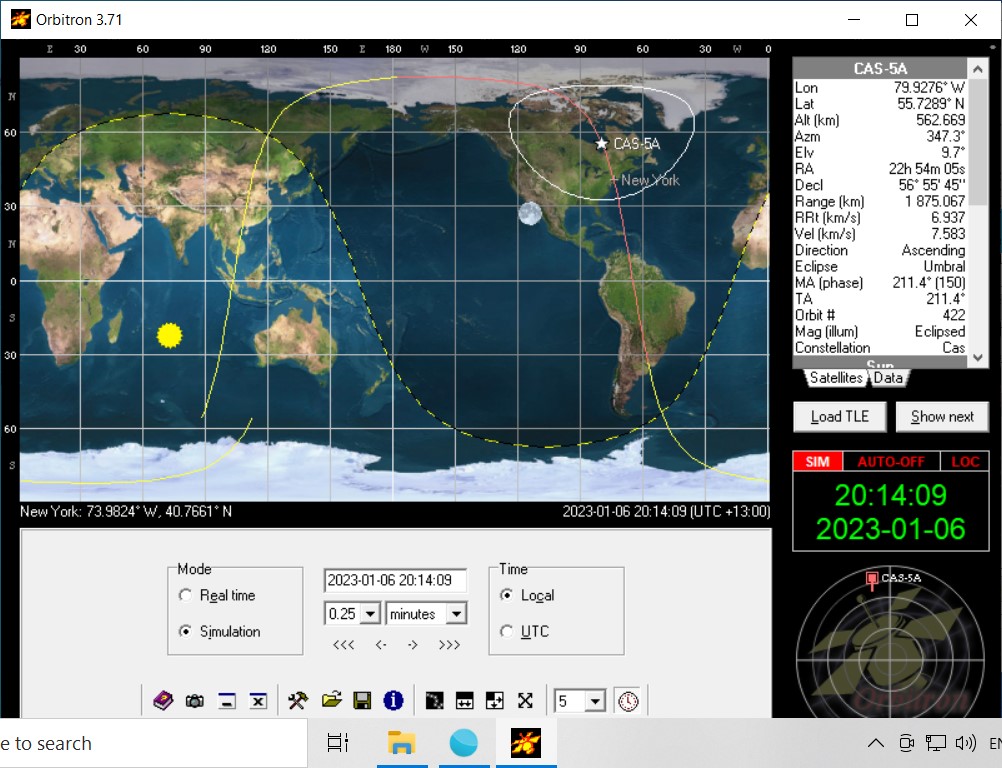 Orbitron 3.71
E 30 60 90 120 150 E 180 W 150 120 90 60 30 W 0
N
60
30
N
0
S
30
60
S
CAS-5A
New York
New York: 73.9824° W, 40.7661° N
2023-01-06 20:14:09 (UTC +13:00)
CAS-5A
Lon 79.9276° W
Lat 55.7289° N
Alt (km) 562.669
Azm 347.3°
Elv 9.7°
RA 22h 54m 05s
Decl 56° 55' 45''
Range (km) 1 875.067
RRt (km/s) 6.937
Vel (km/s) 7.583
Direction Ascending
Eclipse Umbral
MA (phase) 211.4° (150)
TA 211.4°
Orbit # 422
Mag (illum) Eclipsed
Constellation Cas
Sun
Satellites Data
Load TLE Show next
SIM AUTO-OFF LOC
20:14:09
2023-01-06
CAS-5A
Orbitron
Mode
Real time
Simulation
2023-01-06 20:14:09
0.25 minutes
<<< <- -> >>>
Time
Local
UTC
5
e to search
EN